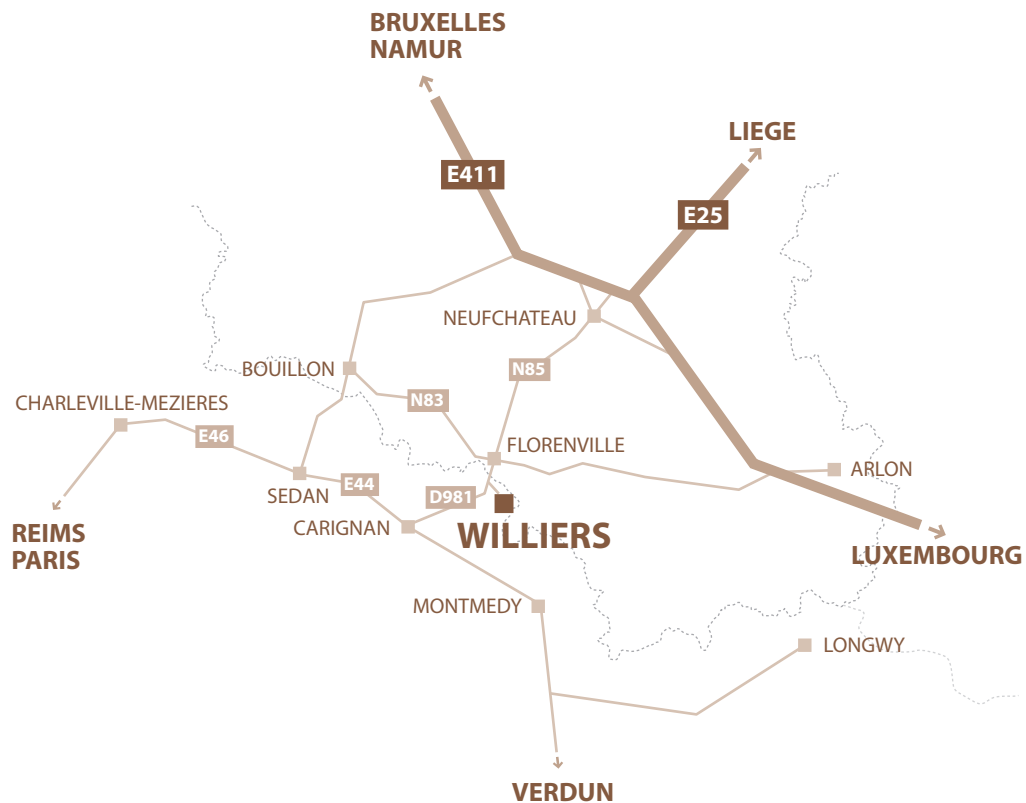 BRUXELLES
NAMUR
LIEGE
E411
E25
NEUFCHATEAU
BOUILLON
N85
CHARLEVILLE-MEZIERES
N83
E46
FLORENVILLE
ARLON
SEDAN
E44
D981
CARIGNAN
WILLIERS
REIMS
PARIS
LUXEMBOURG
MONTMEDY
LONGWY
VERDUN